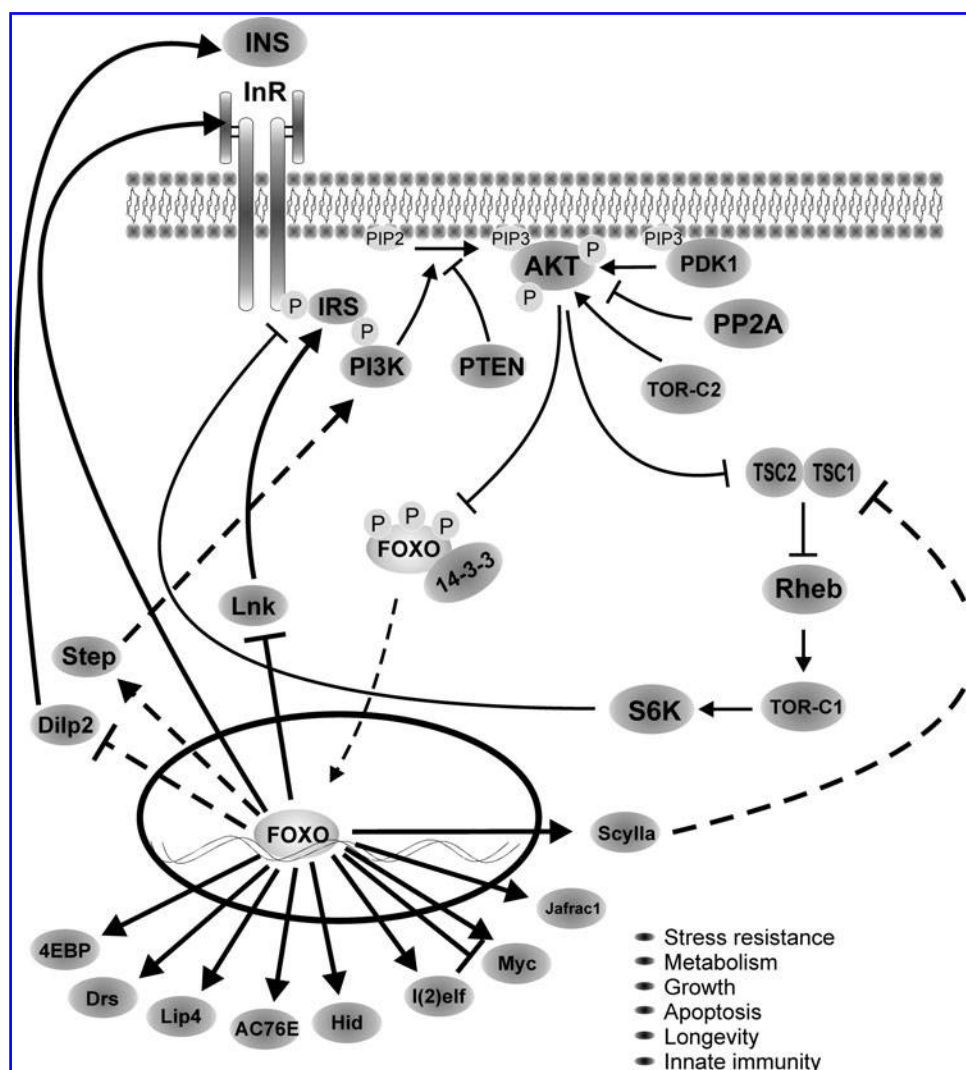 INS
InR
PIP2
PIP3
PIP3
AKT
P
PDK1
P
P
IRS
P
PP2A
PI3K
PTEN
TOR-C2
TSC2
TSC1
P
P
P
FOXO
14-3-3
Rheb
Lnk
Step
S6K
TOR-C1
Dilp2
FOXO
Scylla
Jafrac1
4EBP
Myc
Drs
l(2)elf
Lip4
AC76E
Hid
Stress resistance
Metabolism
Growth
Apoptosis
Longevity
Innate immunity